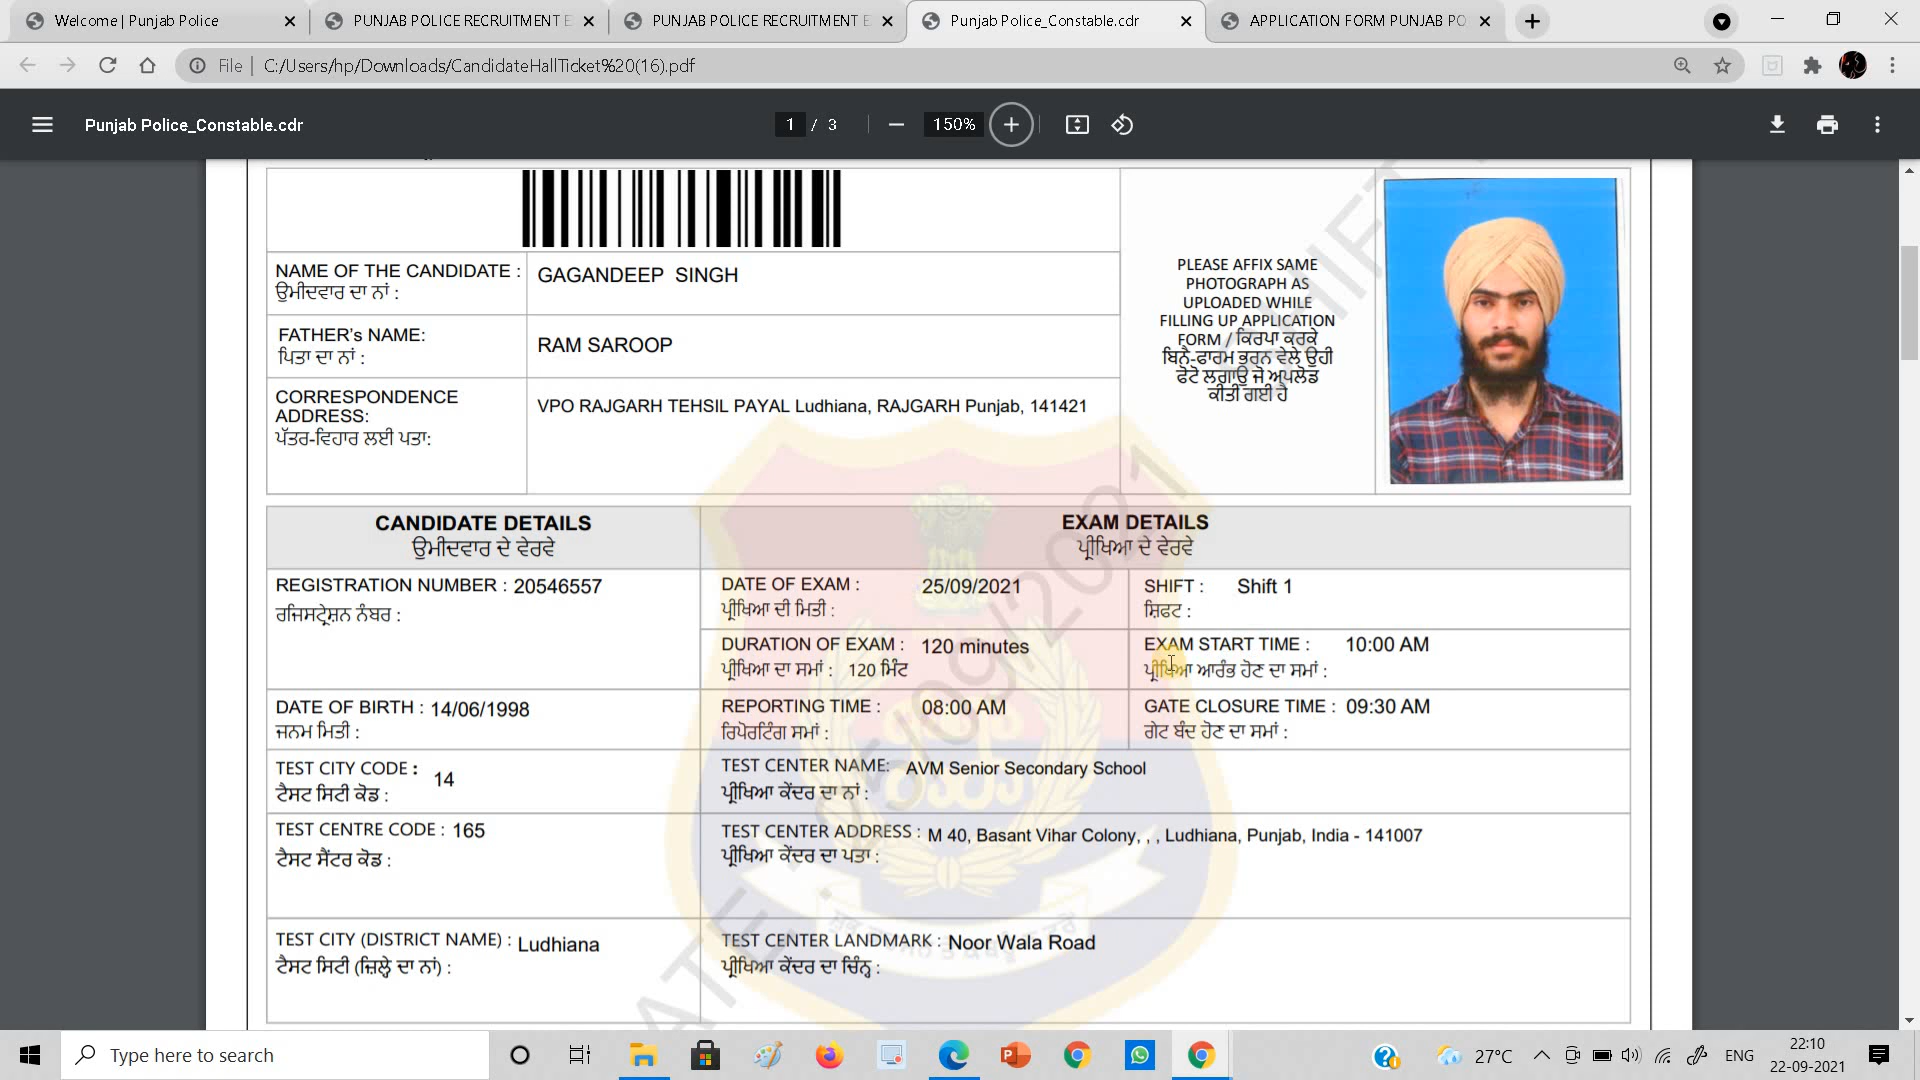 Welcome | Punjab Police
PUNJAB POLICE RECRUITMENT E
PUNJAB POLICE RECRUITMENT E
Punjab Police_Constable.cdr
APPLICATION FORM PUNJAB PO
File | C:/Users/hp/Downloads/CandidateHallTicket%20(16).pdf
Punjab Police_Constable.cdr
1 / 3
150%
NAME OF THE CANDIDATE : GAGANDEEP SINGH
ਉਮੀਦਵਾਰ ਦਾ ਨਾਂ :
FATHER's NAME: RAM SAROOP
ਪਿਤਾ ਦਾ ਨਾਂ :
CORRESPONDENCE
ADDRESS:
ਪੱਤਰ-ਵਿਹਾਰ ਲਈ ਪਤਾ:
VPO RAJGARH TEHSIL PAYAL Ludhiana, RAJGARH Punjab, 141421
PLEASE AFFIX SAME
PHOTOGRAPH AS
UPLOADED WHILE
FILLING UP APPLICATION
FORM / ਕਿਰਪਾ ਕਰਕੇ
ਬਿਨੈ-ਫਾਰਮ ਭਰਨ ਵੇਲੇ ਉਹੀ
ਫੋਟੋ ਲਗਾਉ ਜੋ ਅਪਲੋਡ
ਕੀਤੀ ਗਈ ਹੈ
CANDIDATE DETAILS
ਉਮੀਦਵਾਰ ਦੇ ਵੇਰਵੇ
EXAM DETAILS
ਪ੍ਰੀਖਿਆ ਦੇ ਵੇਰਵੇ
REGISTRATION NUMBER : 20546557
ਰਜਿਸਟ੍ਰੇਸ਼ਨ ਨੰਬਰ :
DATE OF EXAM : 25/09/2021
ਪ੍ਰੀਖਿਆ ਦੀ ਮਿਤੀ :
SHIFT : Shift 1
ਸ਼ਿਫਟ :
DURATION OF EXAM : 120 minutes
ਪ੍ਰੀਖਿਆ ਦਾ ਸਮਾਂ : 120 ਮਿੰਟ
EXAM START TIME : 10:00 AM
ਪ੍ਰੀਖਿਆ ਆਰੰਭ ਹੋਣ ਦਾ ਸਮਾਂ :
DATE OF BIRTH : 14/06/1998
ਜਨਮ ਮਿਤੀ :
REPORTING TIME : 08:00 AM
ਰਿਪੋਰਟਿੰਗ ਸਮਾਂ :
GATE CLOSURE TIME : 09:30 AM
ਗੇਟ ਬੰਦ ਹੋਣ ਦਾ ਸਮਾਂ :
TEST CITY CODE : 14
ਟੈਸਟ ਸਿਟੀ ਕੋਡ :
TEST CENTER NAME: AVM Senior Secondary School
ਪ੍ਰੀਖਿਆ ਕੇਂਦਰ ਦਾ ਨਾਂ :
TEST CENTRE CODE : 165
ਟੈਸਟ ਸੈਂਟਰ ਕੋਡ :
TEST CENTER ADDRESS : M 40, Basant Vihar Colony, , , Ludhiana, Punjab, India - 141007
ਪ੍ਰੀਖਿਆ ਕੇਂਦਰ ਦਾ ਪਤਾ :
TEST CITY (DISTRICT NAME) : Ludhiana
ਟੈਸਟ ਸਿਟੀ (ਜ਼ਿਲ੍ਹੇ ਦਾ ਨਾਂ) :
TEST CENTER LANDMARK : Noor Wala Road
ਪ੍ਰੀਖਿਆ ਕੇਂਦਰ ਦਾ ਚਿੰਨ੍ਹ :
Type here to search
27°C
ENG
22:10
22-09-2021